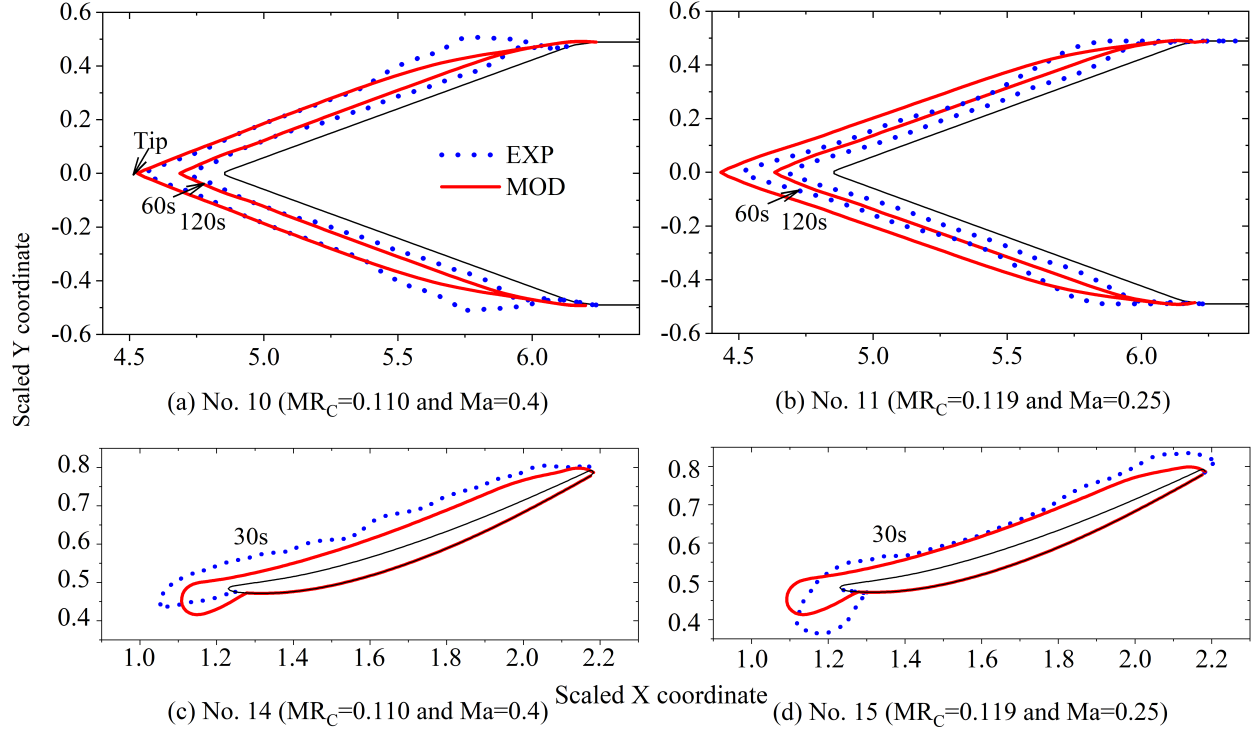 Scaled Y coordinate
0.6
0.4
0.2
0.0
-0.2
-0.4
-0.6
Tip
60s
120s
EXP
MOD
4.5 5.0 5.5 6.0
(a) No. 10 (MR_C=0.110 and Ma=0.4)
0.6
0.4
0.2
0.0
-0.2
-0.4
-0.6
60s
120s
4.5 5.0 5.5 6.0
(b) No. 11 (MR_C=0.119 and Ma=0.25)
0.8
0.7
0.6
0.5
0.4
30s
1.0 1.2 1.4 1.6 1.8 2.0 2.2
(c) No. 14 (MR_C=0.110 and Ma=0.4)
0.8
0.7
0.6
0.5
0.4
30s
1.0 1.2 1.4 1.6 1.8 2.0 2.2
Scaled X coordinate
(d) No. 15 (MR_C=0.119 and Ma=0.25)